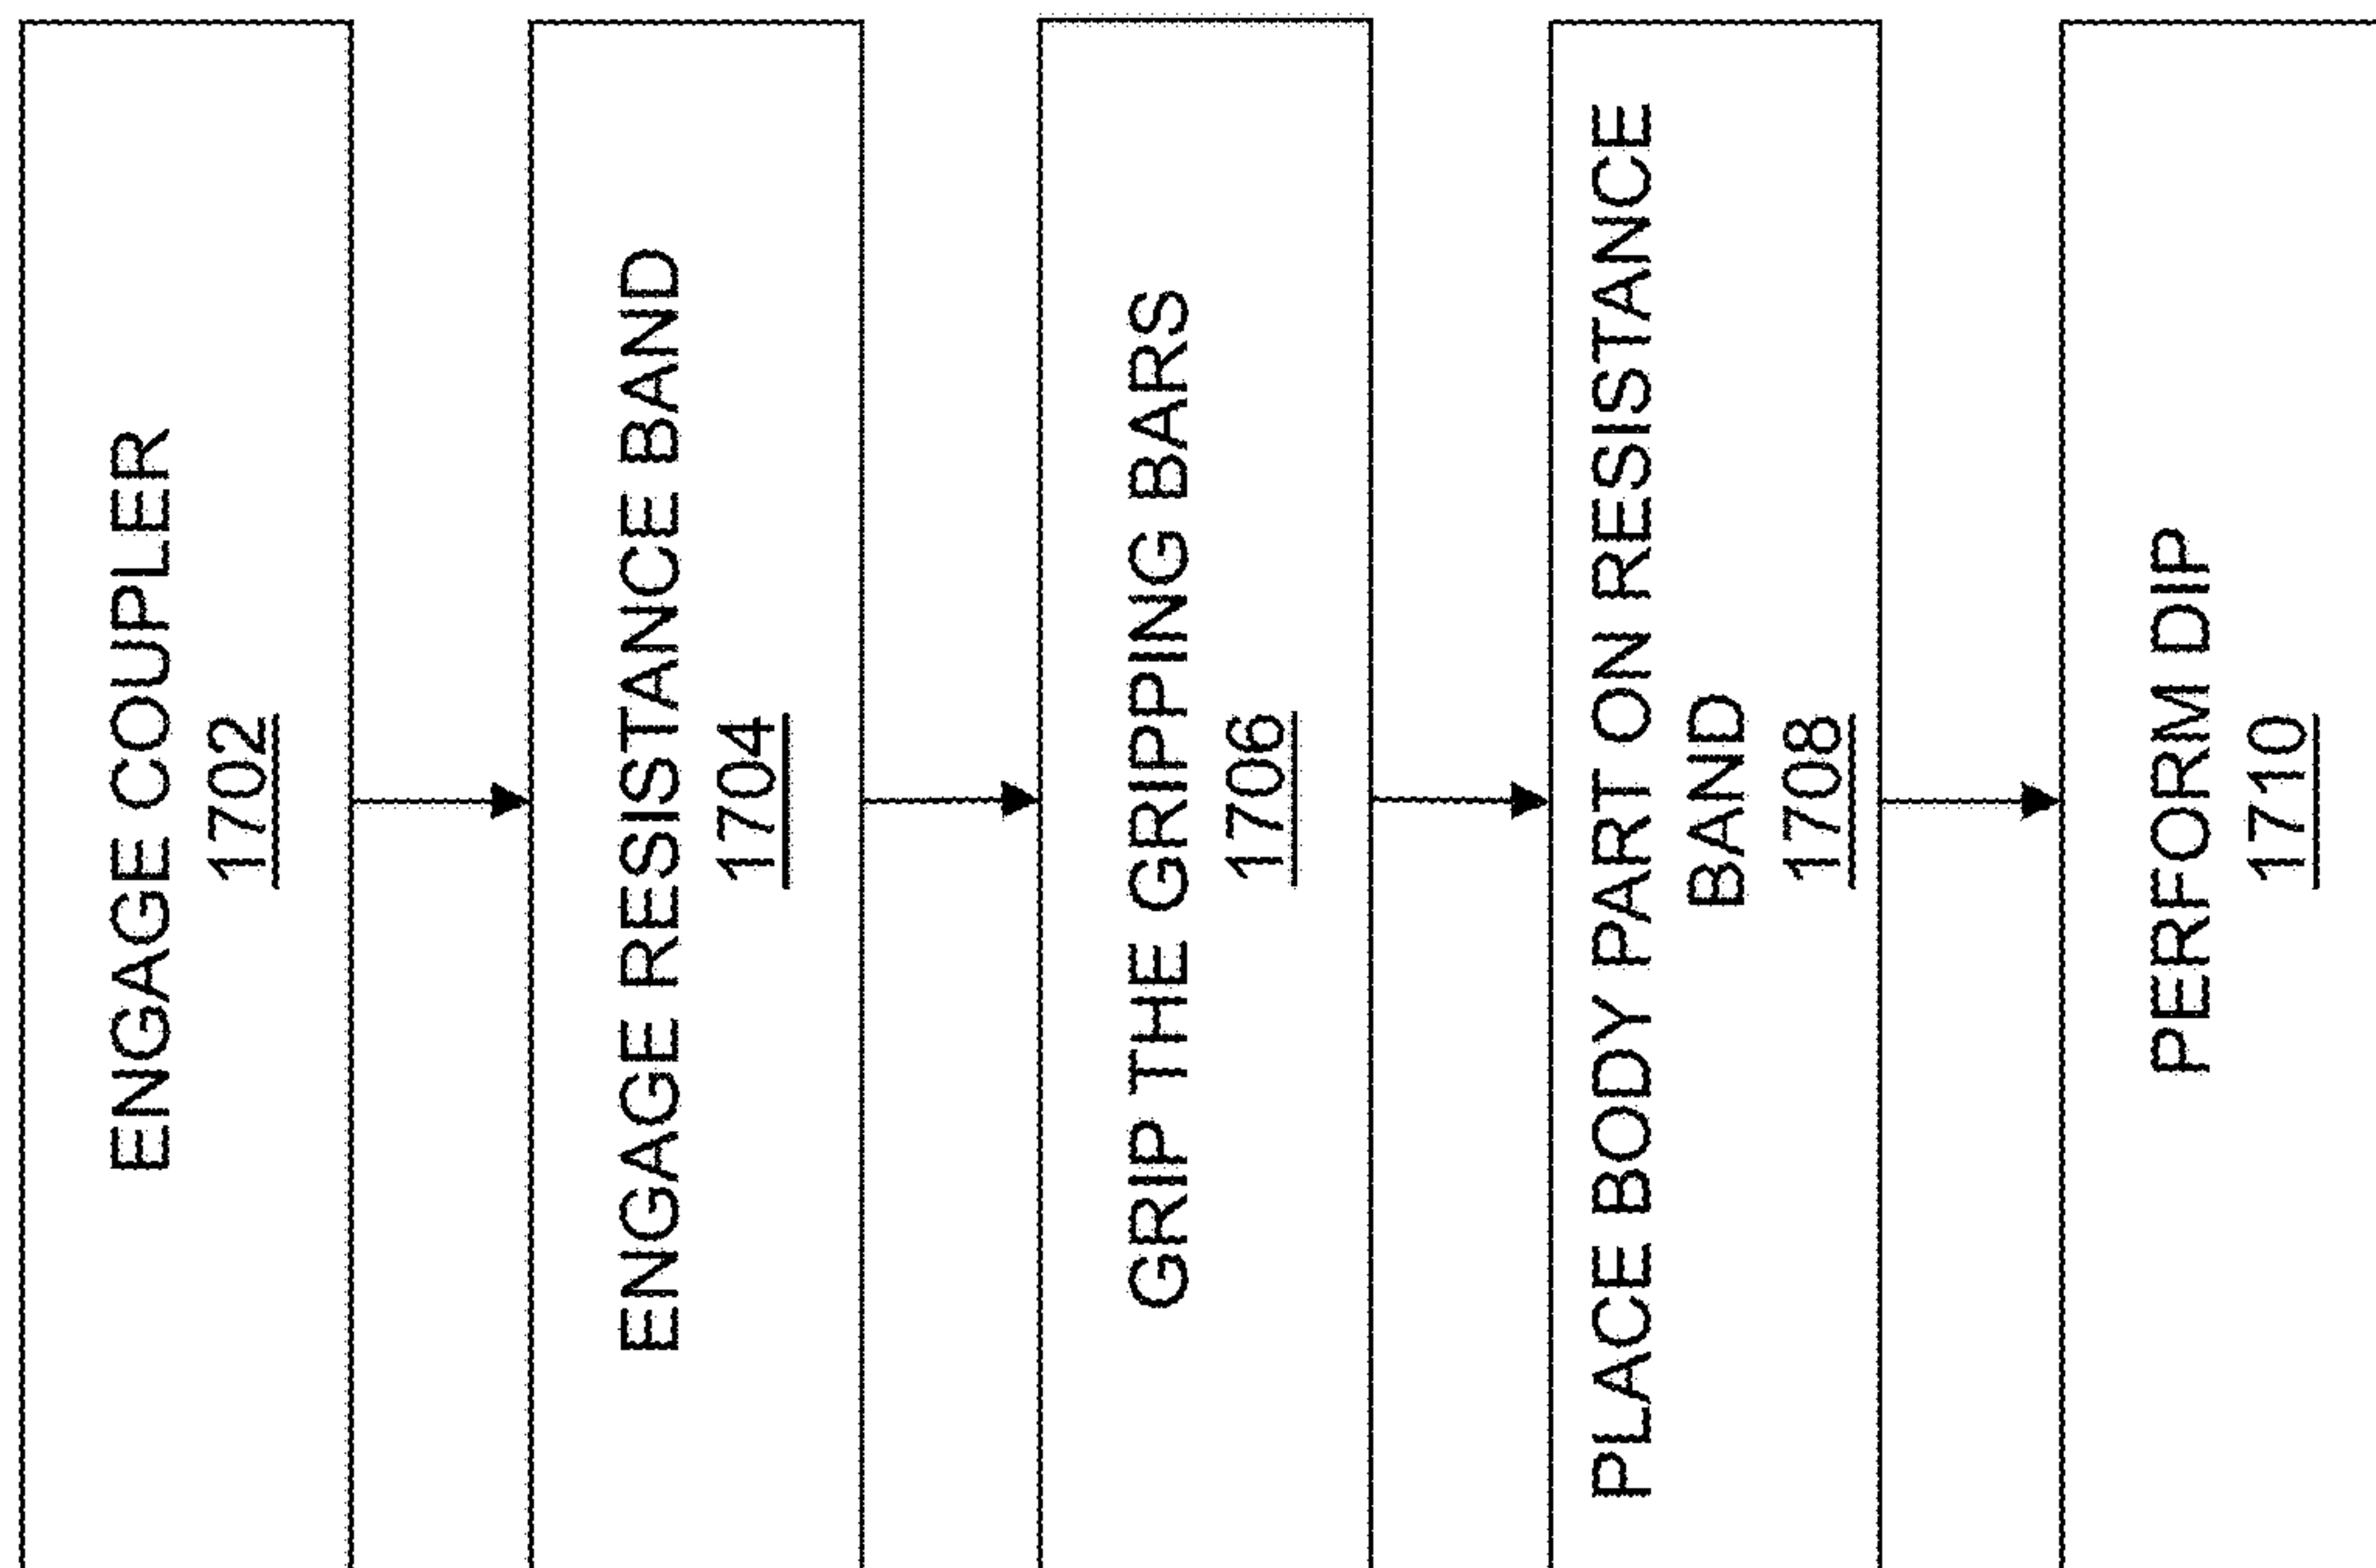 ENGAGE COUPLER
1702
ENGAGE RESISTANCE BAND
1704
GRIP THE GRIPPING BARS
1706
PLACE BODY PART ON RESISTANCE
BAND
1708
PERFORM DIP
1710